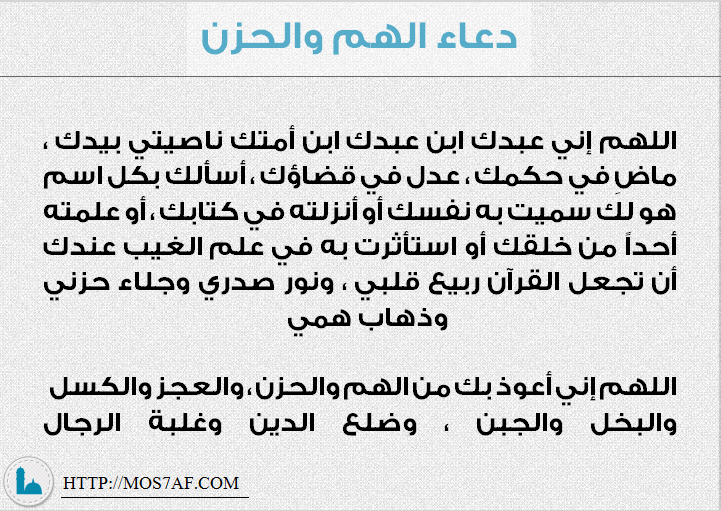 دعاء الهم والحزن
اللهم إني عبدك ابن عبدك ابن أمتك ناصيتي بيدك ،
ماضِ في حكمك ، عدل في قضاؤك ، أسألك بكل اسم
هو لك سميت به نفسك أو أنزلته في كتابك ، أو علمته
أحداً من خلقك أو استأثرت به في علم الغيب عندك
أن تجعل القرآن ربيع قلبي ، ونور صدري وجلاء حزني
وذهاب همي
اللهم إني أعوذ بك من الهم والحزن، والعجز والكسل
والبخل والجبن ، وضلع الدين وغلبة الرجال
HTTP://MOS7AF.COM